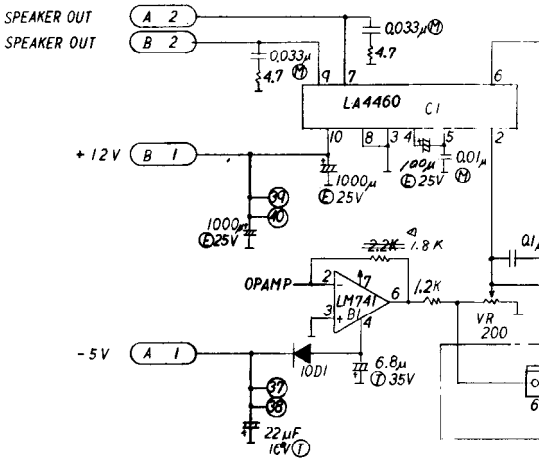 SPEAKER OUT A 2
SPEAKER OUT B 2
0.033μ Ⓜ
4.7
0.033μ
4.7 Ⓜ
9 7 6
LA4460 C1
10 8 3 4 5 2
+12V B 1
1000μ
Ⓔ 25V
100μ
Ⓔ 25V
0.01μ
Ⓜ
39
40
1000μ
Ⓔ 25V
0.1μ
2.2K 1.8K
OPAMP 2 − 7
LM741 6
B1
3 + 4
1.2K
VR
200
-5V A 1
10D1
6.8μ
Ⓣ 35V
37
38
22μF
16V Ⓣ
6